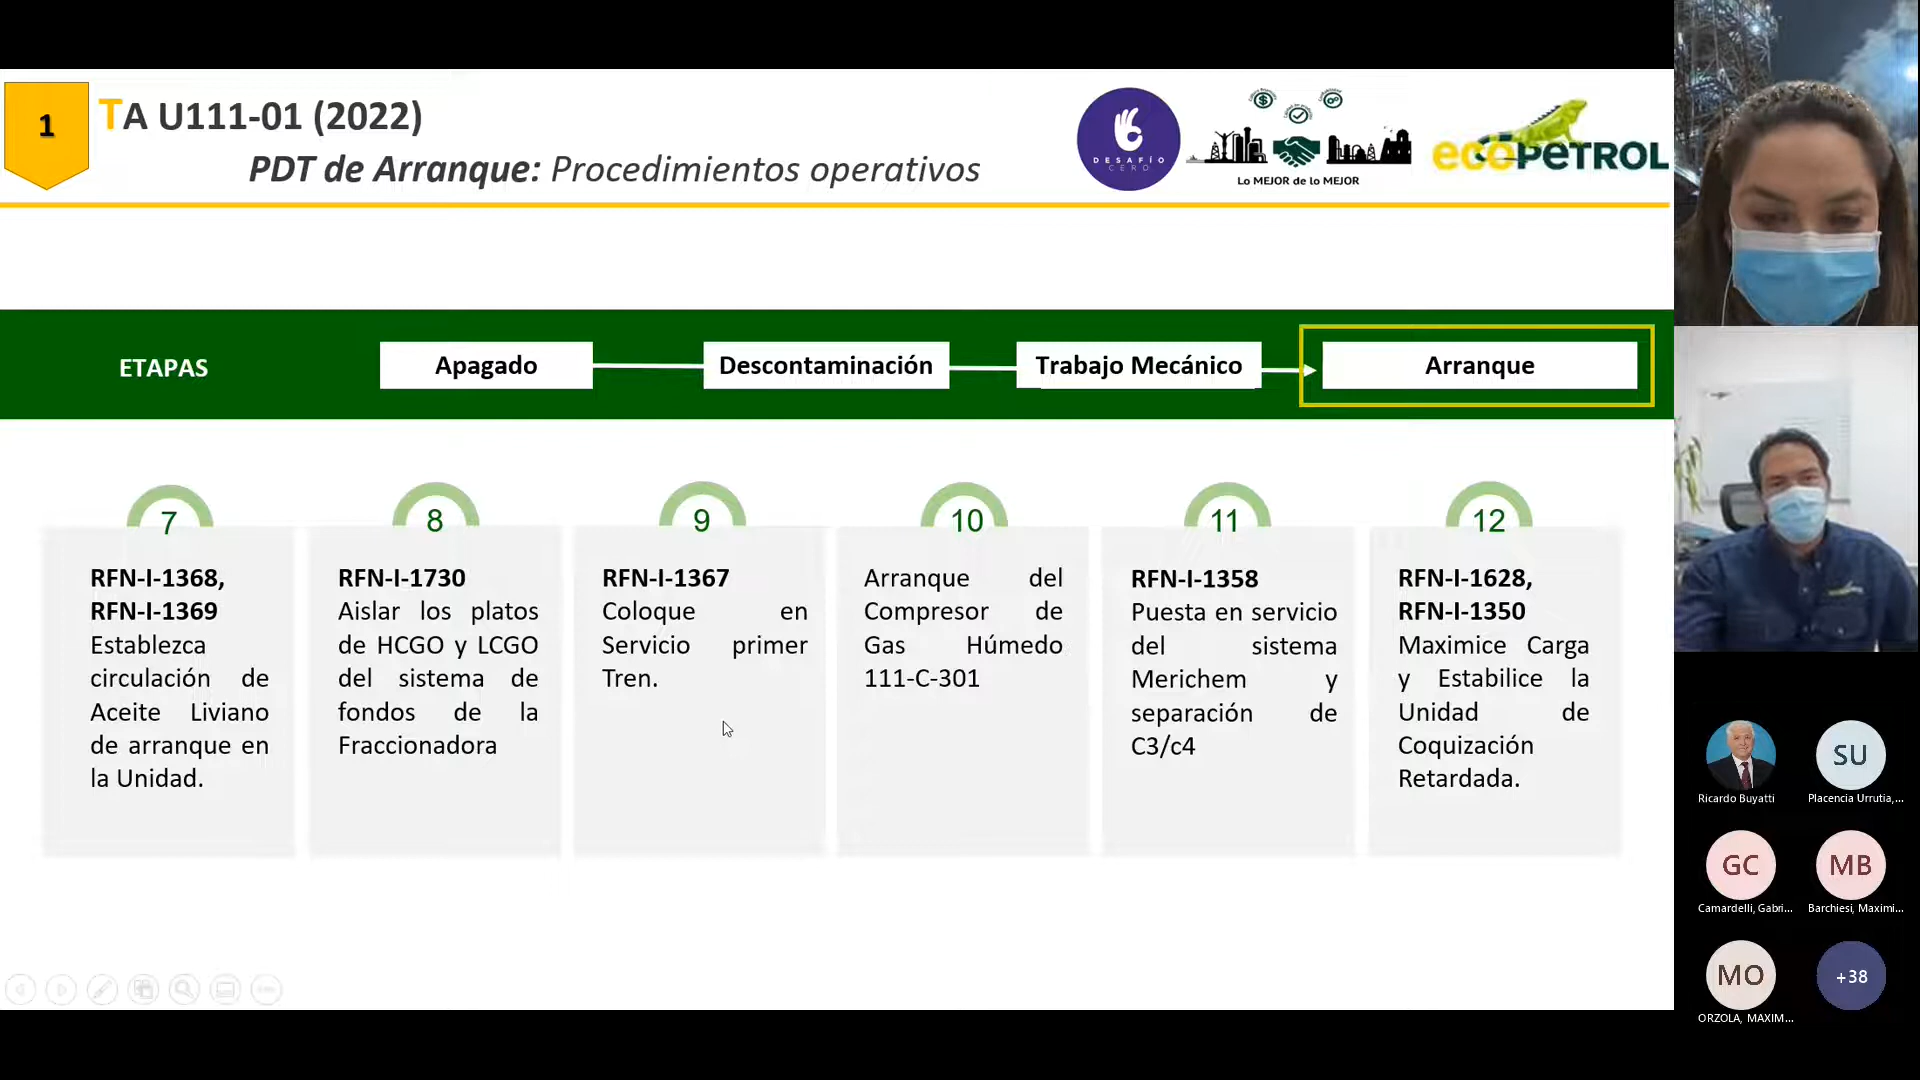 1
TA U111-01 (2022)
PDT de Arranque: Procedimientos operativos
DESAFÍO
CERO
Lo MEJOR de lo MEJOR
ecoPETROL
ETAPAS
Apagado
Descontaminación
Trabajo Mecánico
Arranque
7
RFN-I-1368,
RFN-I-1369
Establezca
circulación de
Aceite Liviano
de arranque en
la Unidad.
8
RFN-I-1730
Aislar los platos
de HCGO y LCGO
del sistema de
fondos de la
Fraccionadora
9
RFN-I-1367
Coloque en
Servicio primer
Tren.
10
Arranque del
Compresor de
Gas Húmedo
111-C-301
11
RFN-I-1358
Puesta en servicio
del sistema
Merichem y
separación de
C3/c4
12
RFN-I-1628,
RFN-I-1350
Maximice Carga
y Estabilice la
Unidad de
Coquización
Retardada.
Ricardo Buyatti
SU
Placencia Urrutia,...
GC
Camardelli, Gabri...
MB
Barchiesi, Maximi...
MO
ORZOLA, MAXIM...
+38